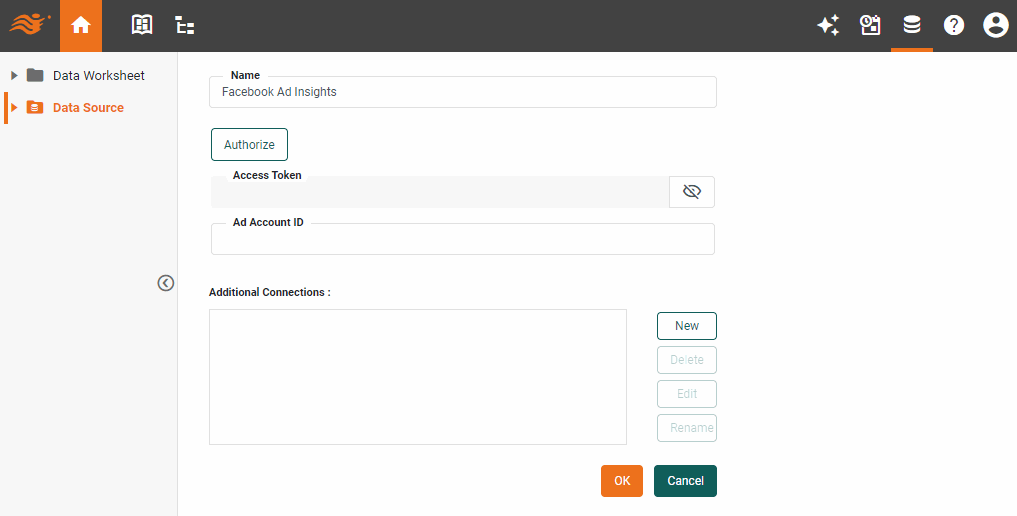 Data Worksheet
Data Source
Name
Facebook Ad Insights
Authorize
Access Token
Ad Account ID
Additional Connections :
New
Delete
Edit
Rename
OK
Cancel